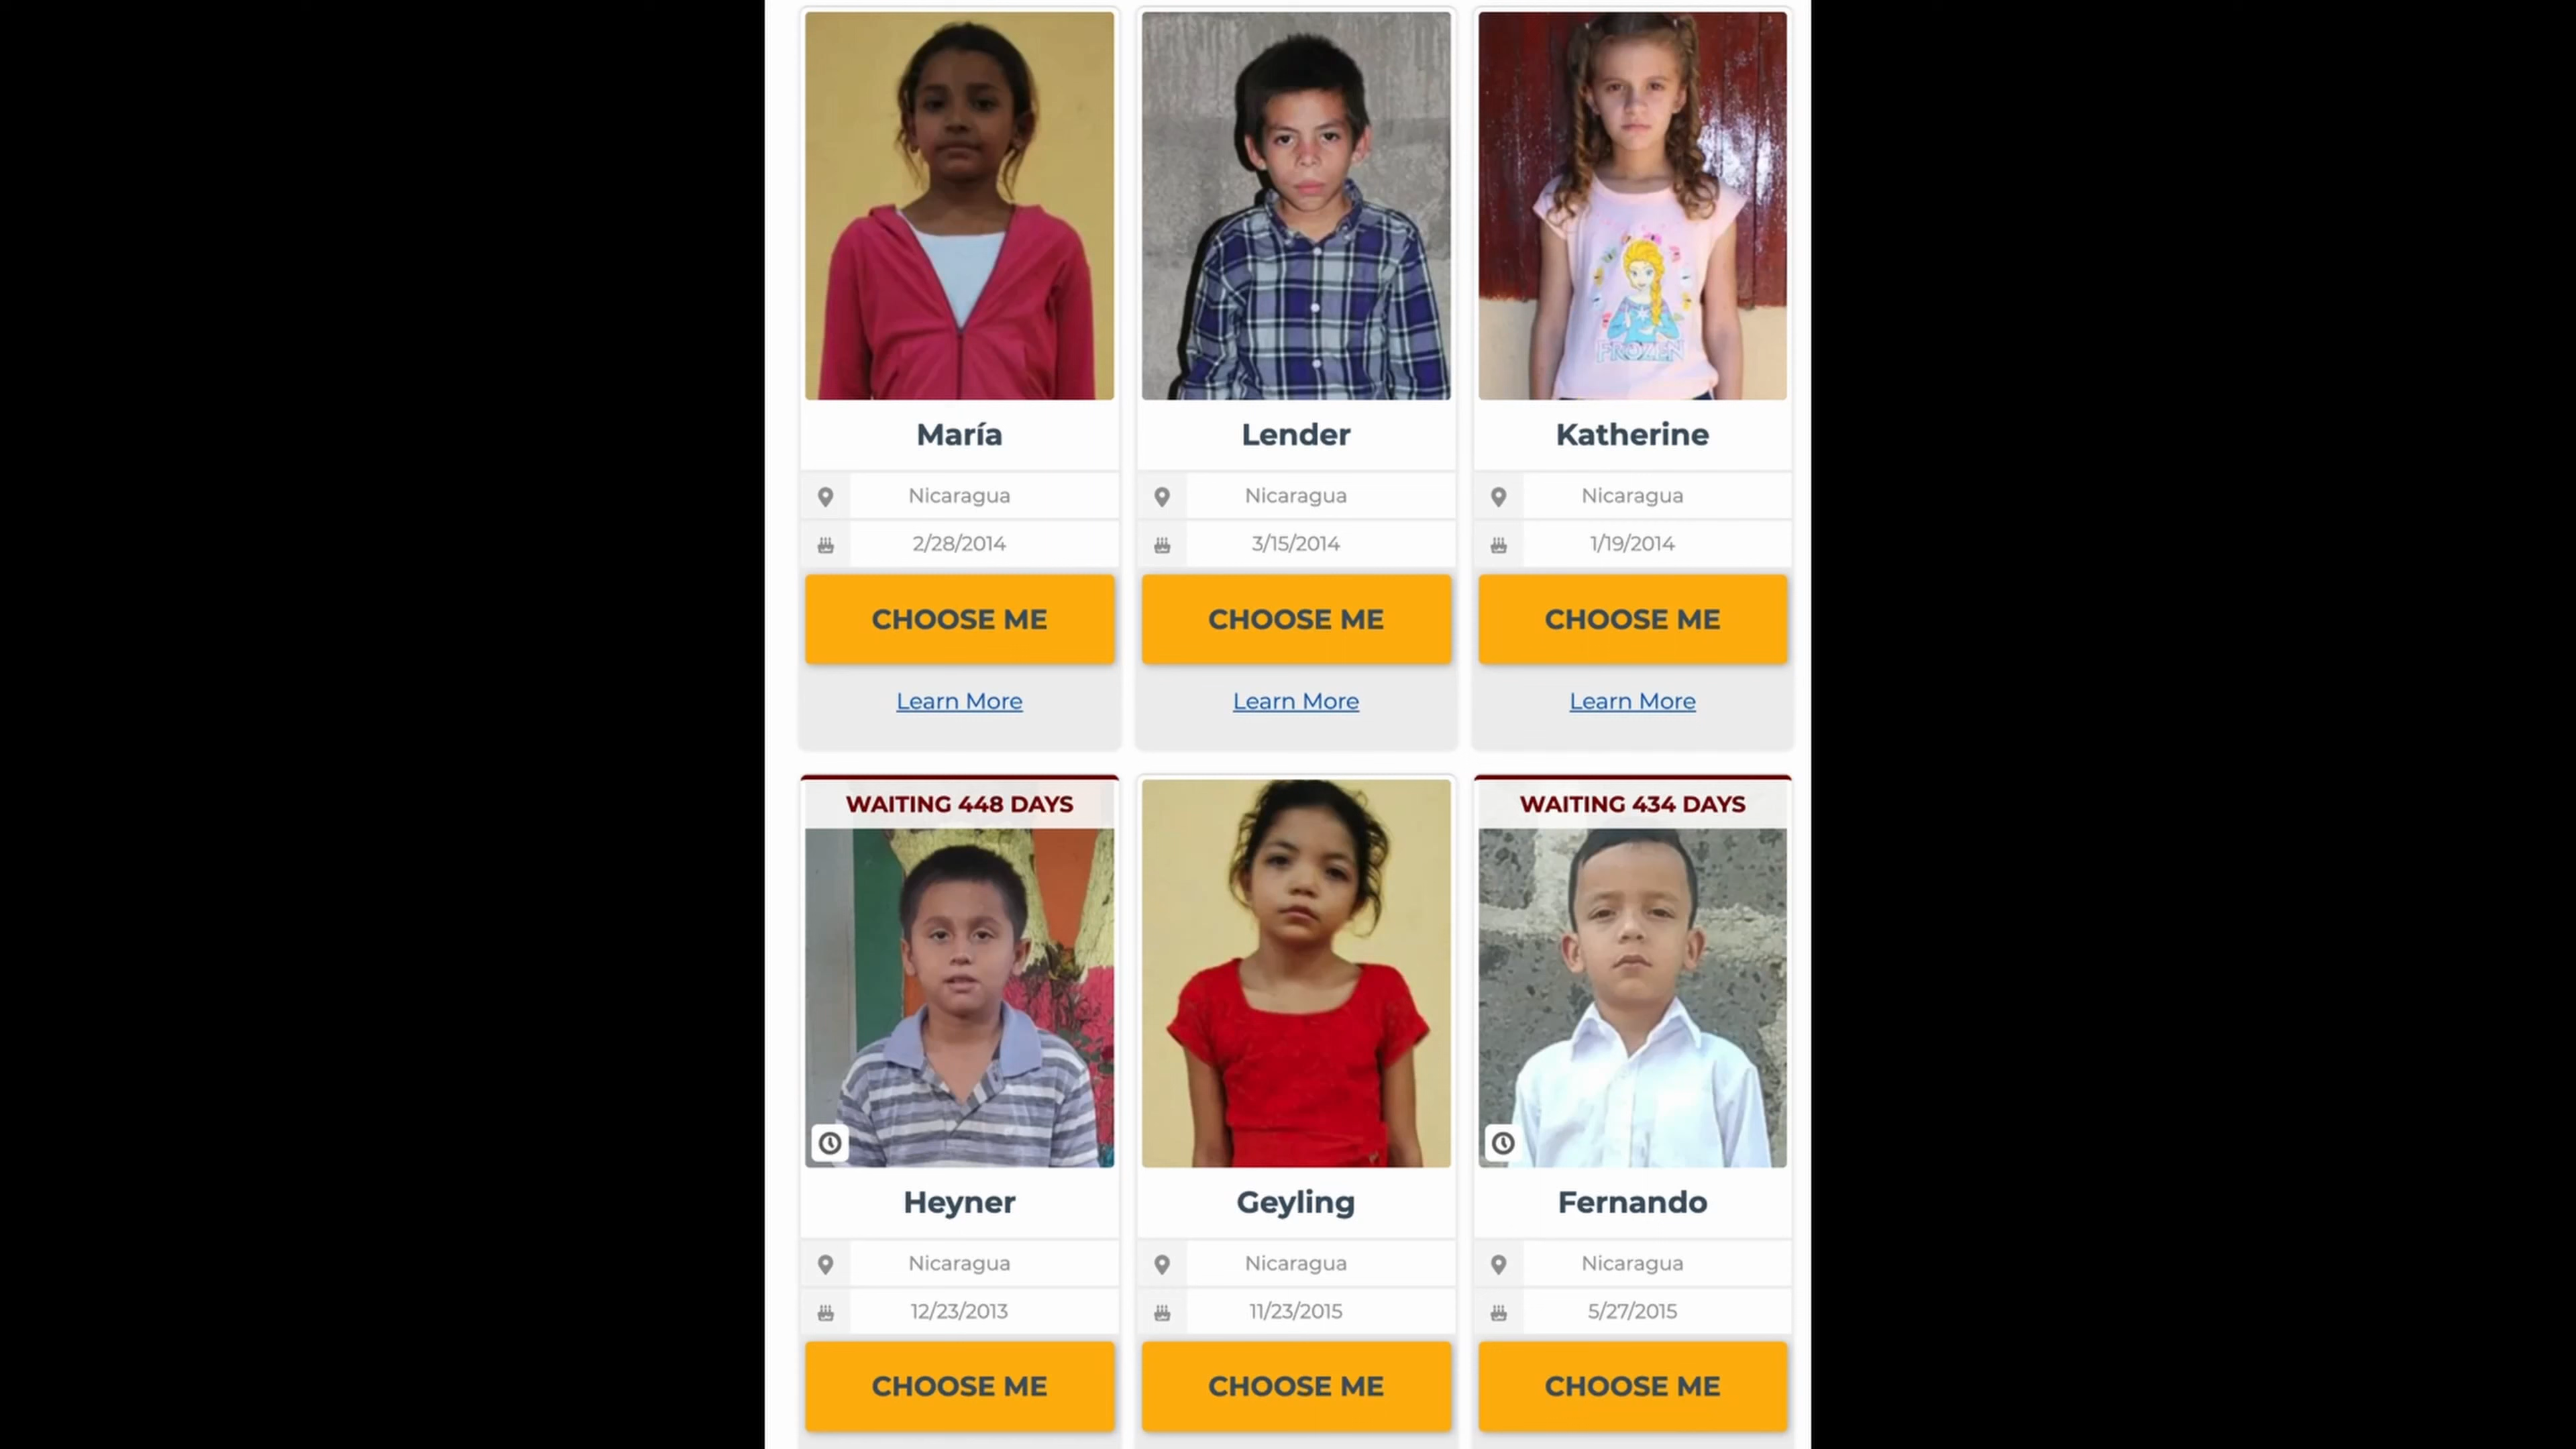 FROZEN
María
Lender
Katherine
Nicaragua
Nicaragua
Nicaragua
2/28/2014
3/15/2014
1/19/2014
CHOOSE ME
CHOOSE ME
CHOOSE ME
Learn More
Learn More
Learn More
WAITING 448 DAYS
WAITING 434 DAYS
Heyner
Geyling
Fernando
Nicaragua
Nicaragua
Nicaragua
12/23/2013
11/23/2015
5/27/2015
CHOOSE ME
CHOOSE ME
CHOOSE ME